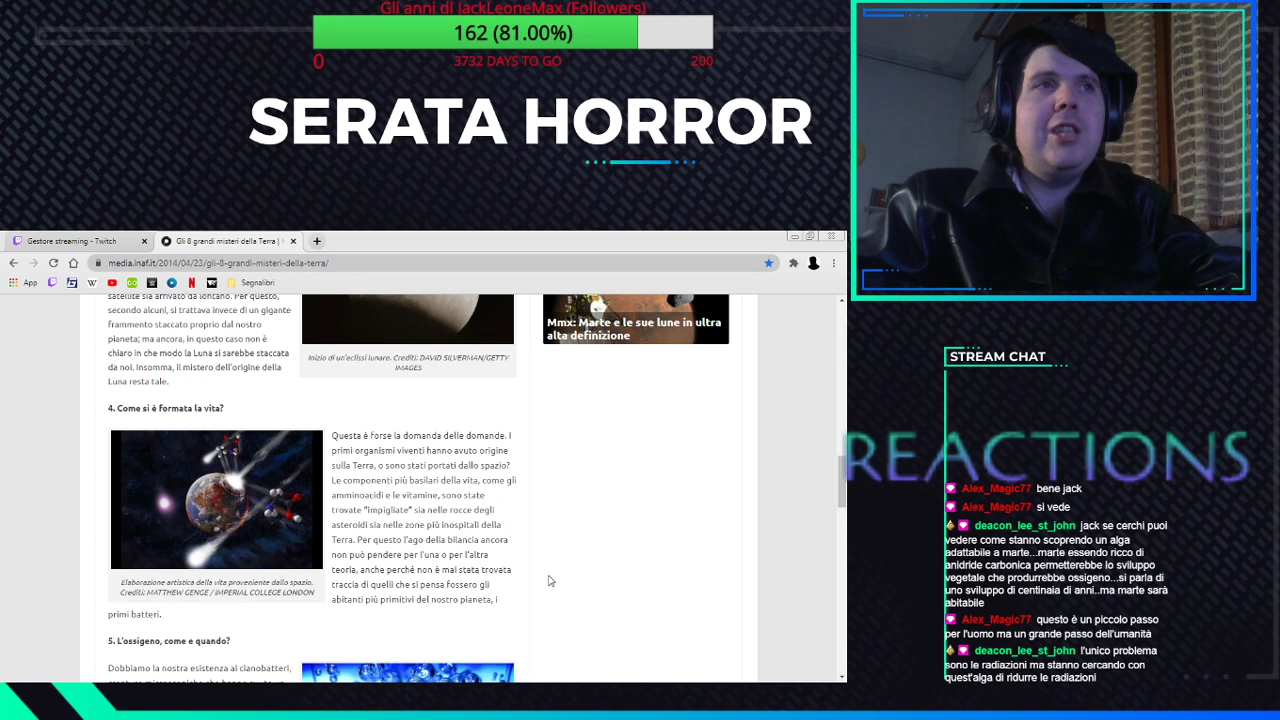 Gli anni di JackLeoneMax (Followers)
162 (81.00%)
0
3732 DAYS TO GO
200
SERATA HORROR
Gestore streaming - Twitch
Gli 8 grandi misteri della Terra |
media.inaf.it/2014/04/23/gli-8-grandi-misteri-della-terra/
App
Segnalibri
satellite sia arrivato da lontano. Per questo,
secondo alcuni, si trattava invece di un gigante
frammento staccato proprio dal nostro
pianeta; ma ancora, in questo caso non è
chiaro in che modo la Luna si sarebbe staccata
da noi. Insomma, il mistero dell'origine della
Luna resta tale.
Inizio di un'eclissi lunare. Crediti: DAVID SILVERMAN/GETTY
IMAGES
Mmx: Marte e le sue lune in ultra
alta definizione
4. Come si è formata la vita?
Questa è forse la domanda delle domande. I
primi organismi viventi hanno avuto origine
sulla Terra, o sono stati portati dallo spazio?
Le componenti più basilari della vita, come gli
amminoacidi e le vitamine, sono state
trovate "impigliate" sia nelle rocce degli
asteroidi sia nelle zone più inospitali della
Terra. Per questo l'ago della bilancia ancora
non può pendere per l'una o per l'altra
teoria, anche perché non è mai stata trovata
traccia di quelli che si pensa fossero gli
abitanti più primitivi del nostro pianeta, i
primi batteri.
Elaborazione artistica della vita proveniente dallo spazio.
Crediti: MATTHEW GENGE / IMPERIAL COLLEGE LONDON
5. L'ossigeno, come e quando?
Dobbiamo la nostra esistenza ai cianobatteri,
STREAM CHAT
REACTIONS
Alex_Magic77 bene jack
Alex_Magic77 si vede
deacon_lee_st_john jack se cerchi puoi
vedere come stanno scoprendo un alga
adattabile a marte...marte essendo ricco di
anidride carbonica permetterebbe lo sviluppo
vegetale che produrrebbe ossigeno...si parla di
uno sviluppo di centinaia di anni..ma marte sarà
abitabile
Alex_Magic77 questo è un piccolo passo
per l'uomo ma un grande passo dell'umanità
deacon_lee_st_john l'unico problema
sono le radiazioni ma stanno cercando con
quest'alga di ridurre le radiazioni